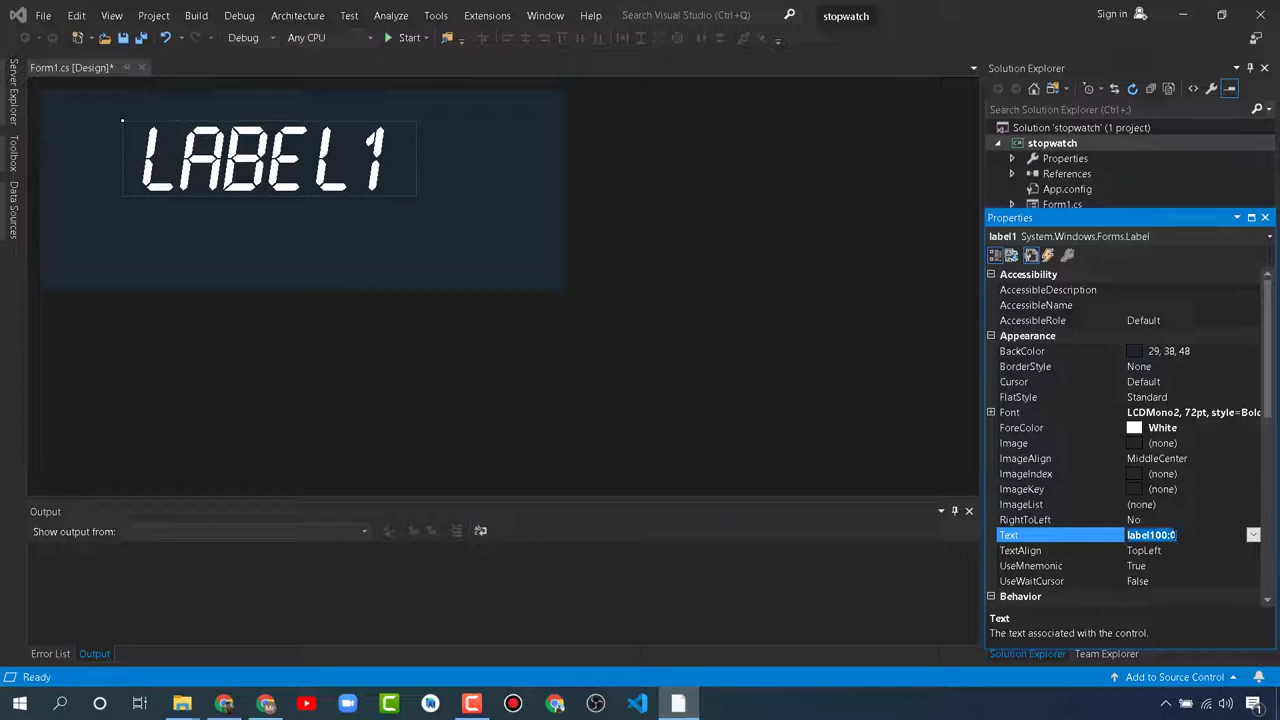 File Edit View Project Build Debug Architecture Test Analyze Tools Extensions Window Help Search Visual Studio (Ctrl+Q) stopwatch Sign in
Debug Any CPU Start
Form1.cs [Design]*
Server Explorer
Toolbox
Data Sources
LABEL1
Solution Explorer
Search Solution Explorer (Ctrl+;)
Solution 'stopwatch' (1 project)
stopwatch
Properties
References
App.config
Form1.cs
Properties
label1 System.Windows.Forms.Label
Accessibility
AccessibleDescription
AccessibleName
AccessibleRole Default
Appearance
BackColor 29, 38, 48
BorderStyle None
Cursor Default
FlatStyle Standard
Font LCDMono2, 72pt, style=Bold
ForeColor White
Image (none)
ImageAlign MiddleCenter
ImageIndex (none)
ImageKey (none)
ImageList (none)
RightToLeft No
Text label100:0
TextAlign TopLeft
UseMnemonic True
UseWaitCursor False
Behavior
Text
The text associated with the control.
Solution Explorer Team Explorer
Output
Show output from:
Error List Output
Ready
Add to Source Control